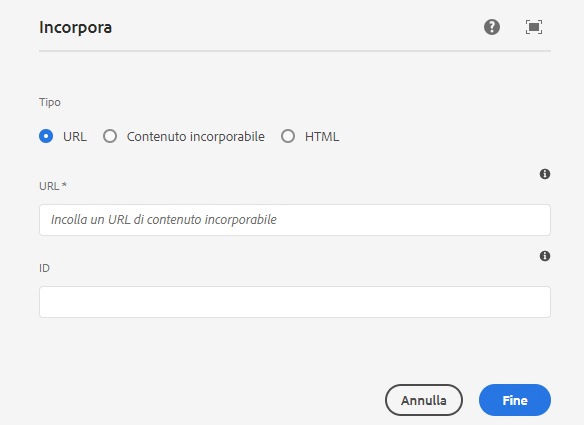 Incorpora
Tipo
URL Contenuto incorporabile HTML
URL *
Incolla un URL di contenuto incorporabile
ID
Annulla Fine